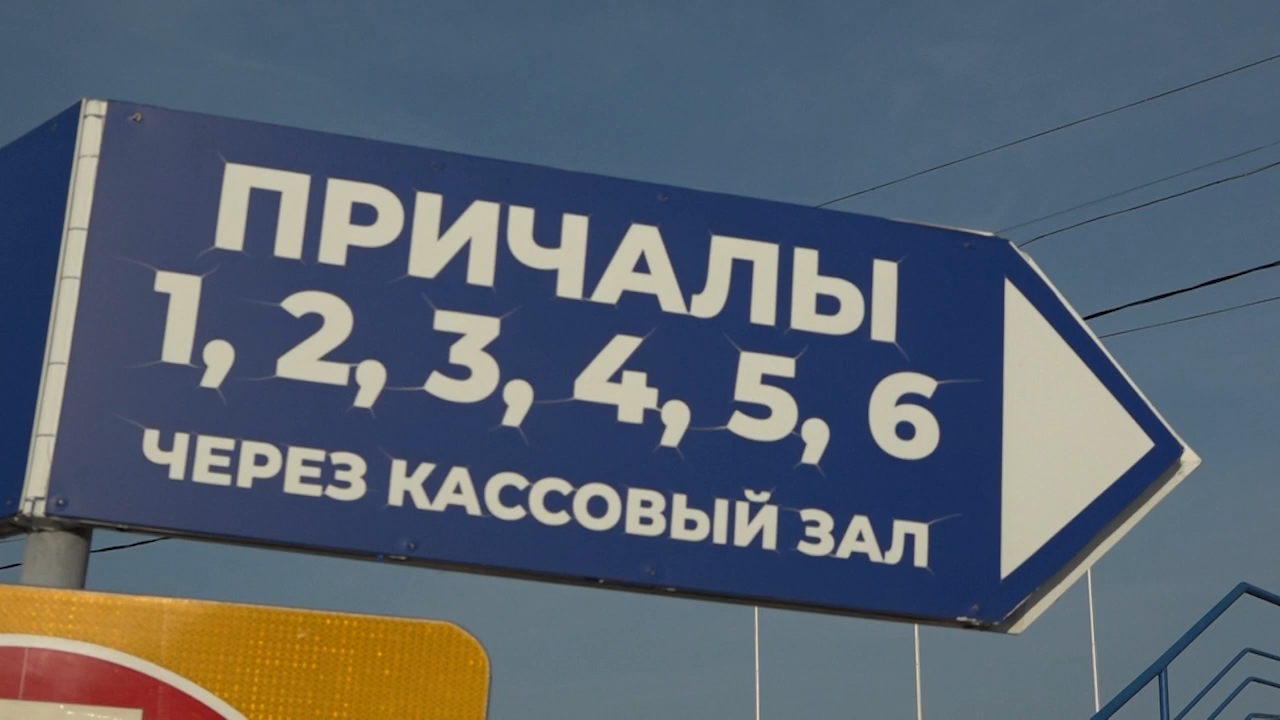 ПРИЧАЛЫ
1, 2, 3, 4, 5, 6
ЧЕРЕЗ КАССОВЫЙ ЗАЛ